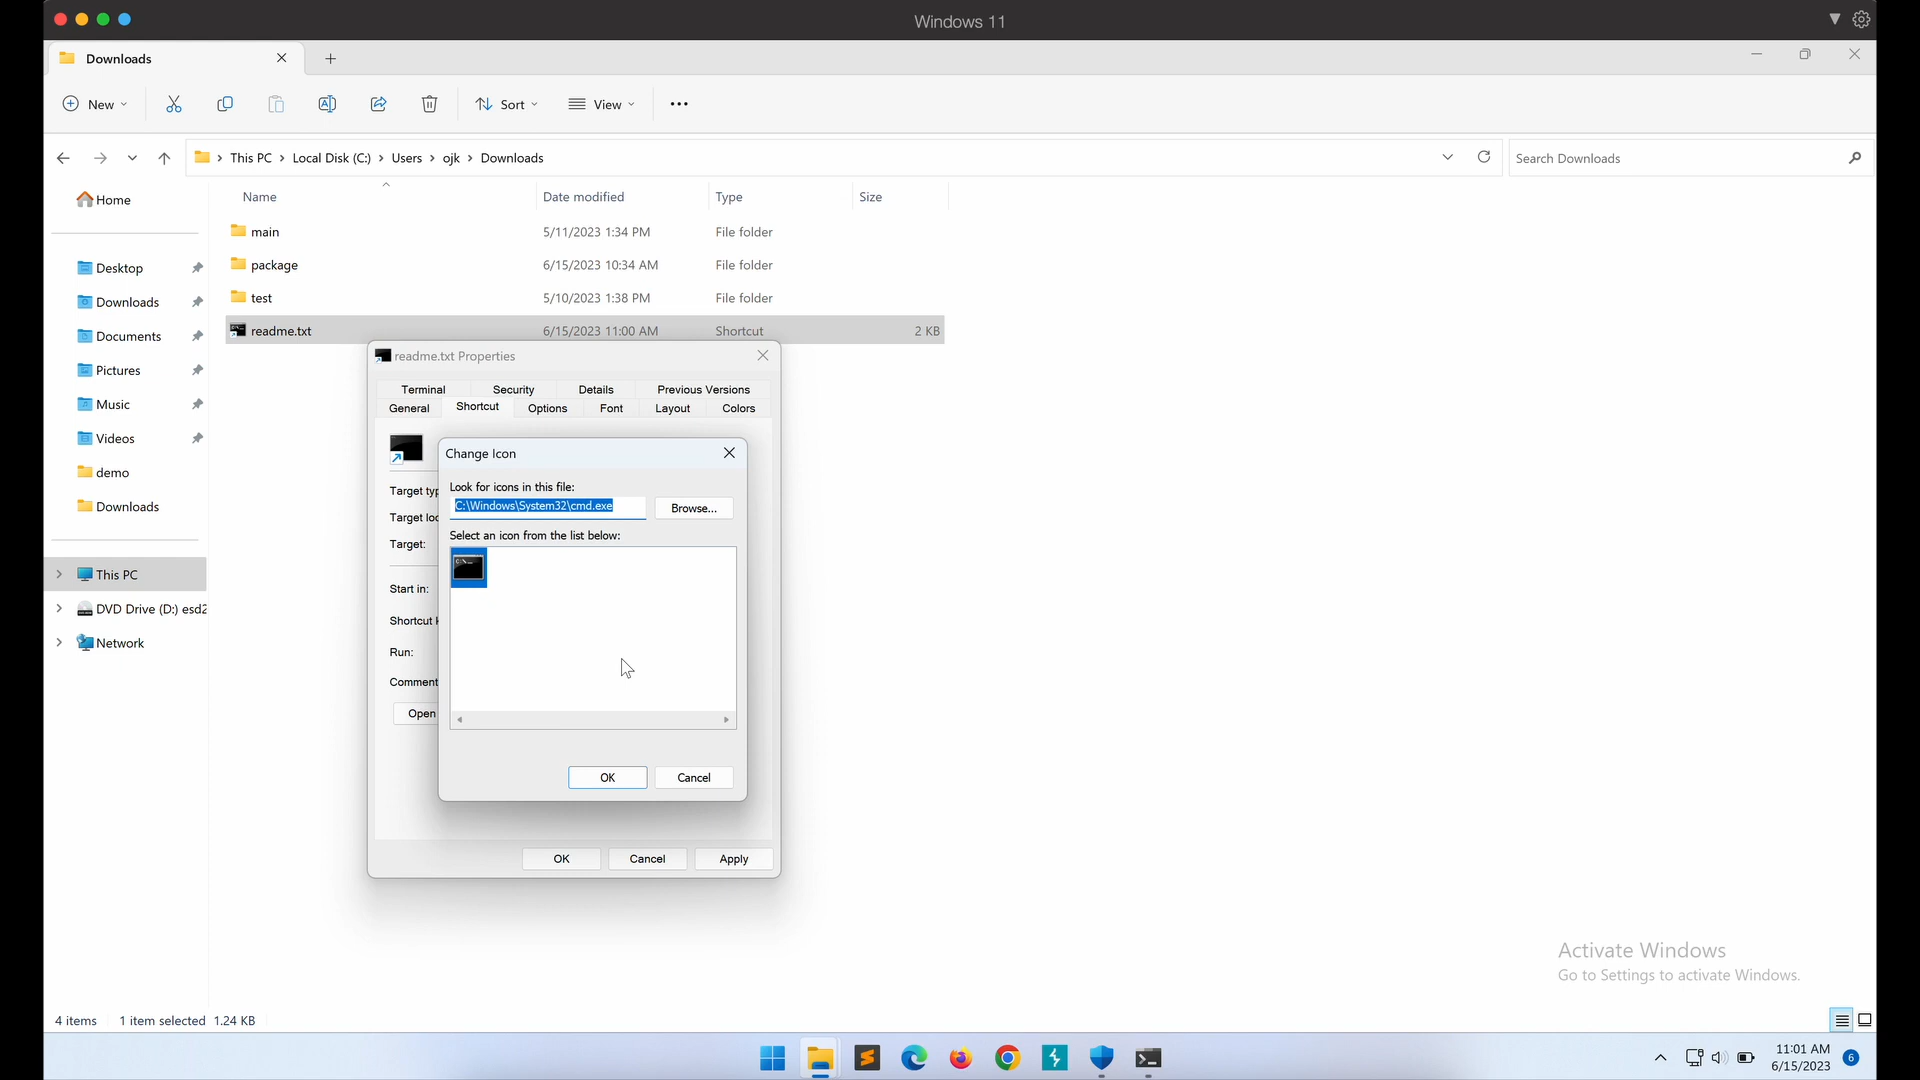 Windows 11
Downloads
New
Sort
View
This PC
Local Disk (C:)
Users
ojk
Downloads
Search Downloads
Name
Date modified
Type
Size
Home
main
5/11/2023 1:34 PM
File folder
package
6/15/2023 10:34 AM
File folder
test
5/10/2023 1:38 PM
File folder
readme.txt
6/15/2023 11:00 AM
Shortcut
2 KB
Desktop
Downloads
Documents
Pictures
Music
Videos
demo
Downloads
This PC
DVD Drive (D:) esd2
Network
readme.txt Properties
Terminal
Security
Details
Previous Versions
General
Shortcut
Options
Font
Layout
Colors
Target typ
Target loc
Target:
Start in:
Shortcut k
Run:
Comment
Open
Change Icon
Look for icons in this file:
C:\Windows\System32\cmd.exe
Browse...
Select an icon from the list below:
OK
Cancel
OK
Cancel
Apply
Activate Windows
Go to Settings to activate Windows.
4 items
1 item selected 1.24 KB
11:01 AM
6/15/2023
6